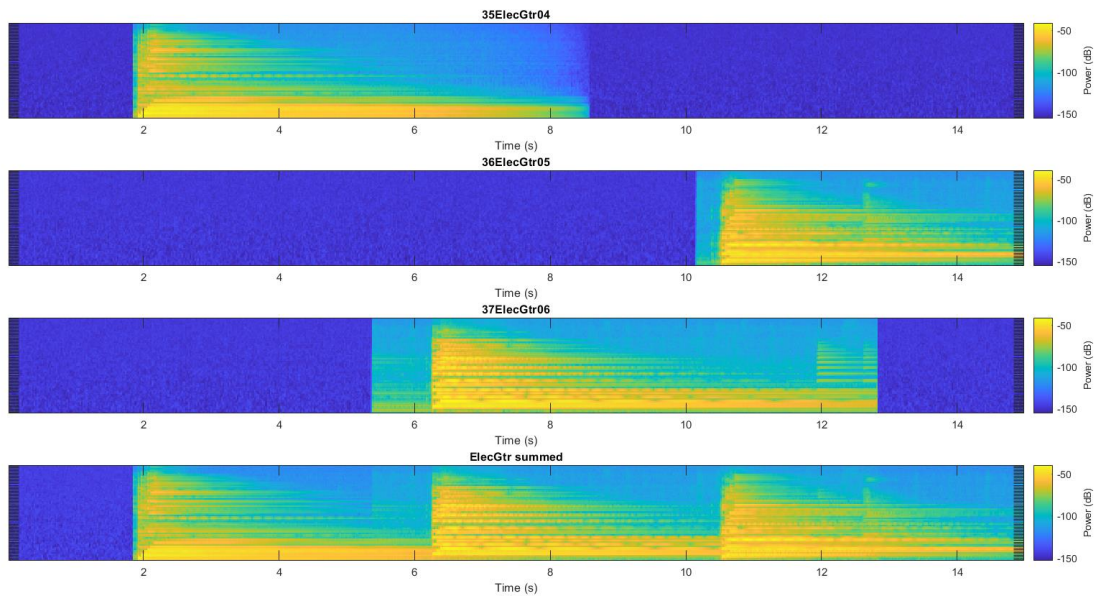 35ElecGtr04
-50
-100
-150
Power (dB)
2 4 6 8 10 12 14
Time (s)
36ElecGtr05
-50
-100
-150
Power (dB)
2 4 6 8 10 12 14
Time (s)
37ElecGtr06
-50
-100
-150
Power (dB)
2 4 6 8 10 12 14
Time (s)
ElecGtr summed
-50
-100
-150
Power (dB)
2 4 6 8 10 12 14
Time (s)